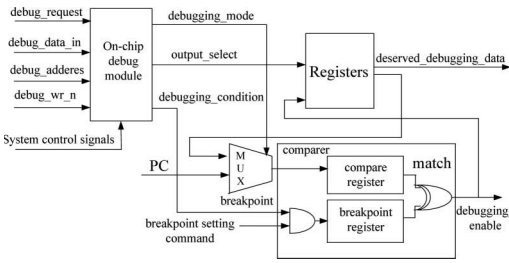 debug_request
debug_data_in
debug_adderes
debug_wr_n
System control signals
On-chip
debug
module
debugging_mode
output_select
debugging_condition
Registers
deserved_debugging_data
PC
M
U
X
breakpoint
breakpoint setting
command
comparer
compare
register
breakpoint
register
match
debugging
enable